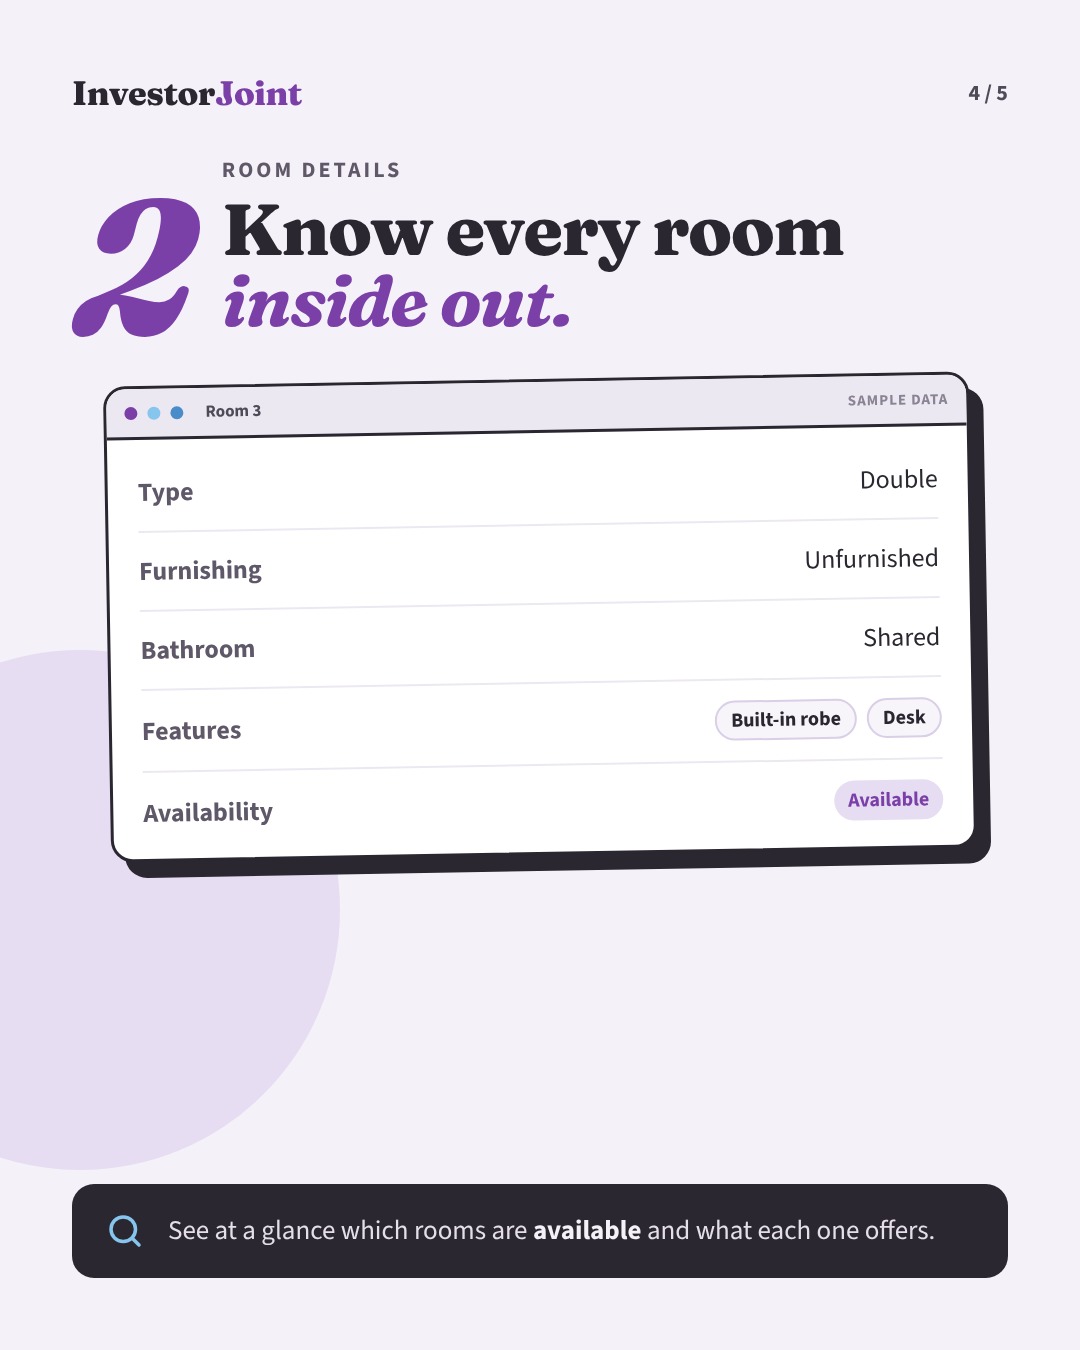 InvestorJoint
4 / 5
ROOM DETAILS
2
Know every room
inside out.
Room 3
SAMPLE DATA
Type
Double
Furnishing
Unfurnished
Bathroom
Shared
Features
Built-in robe
Desk
Availability
Available
See at a glance which rooms are available and what each one offers.